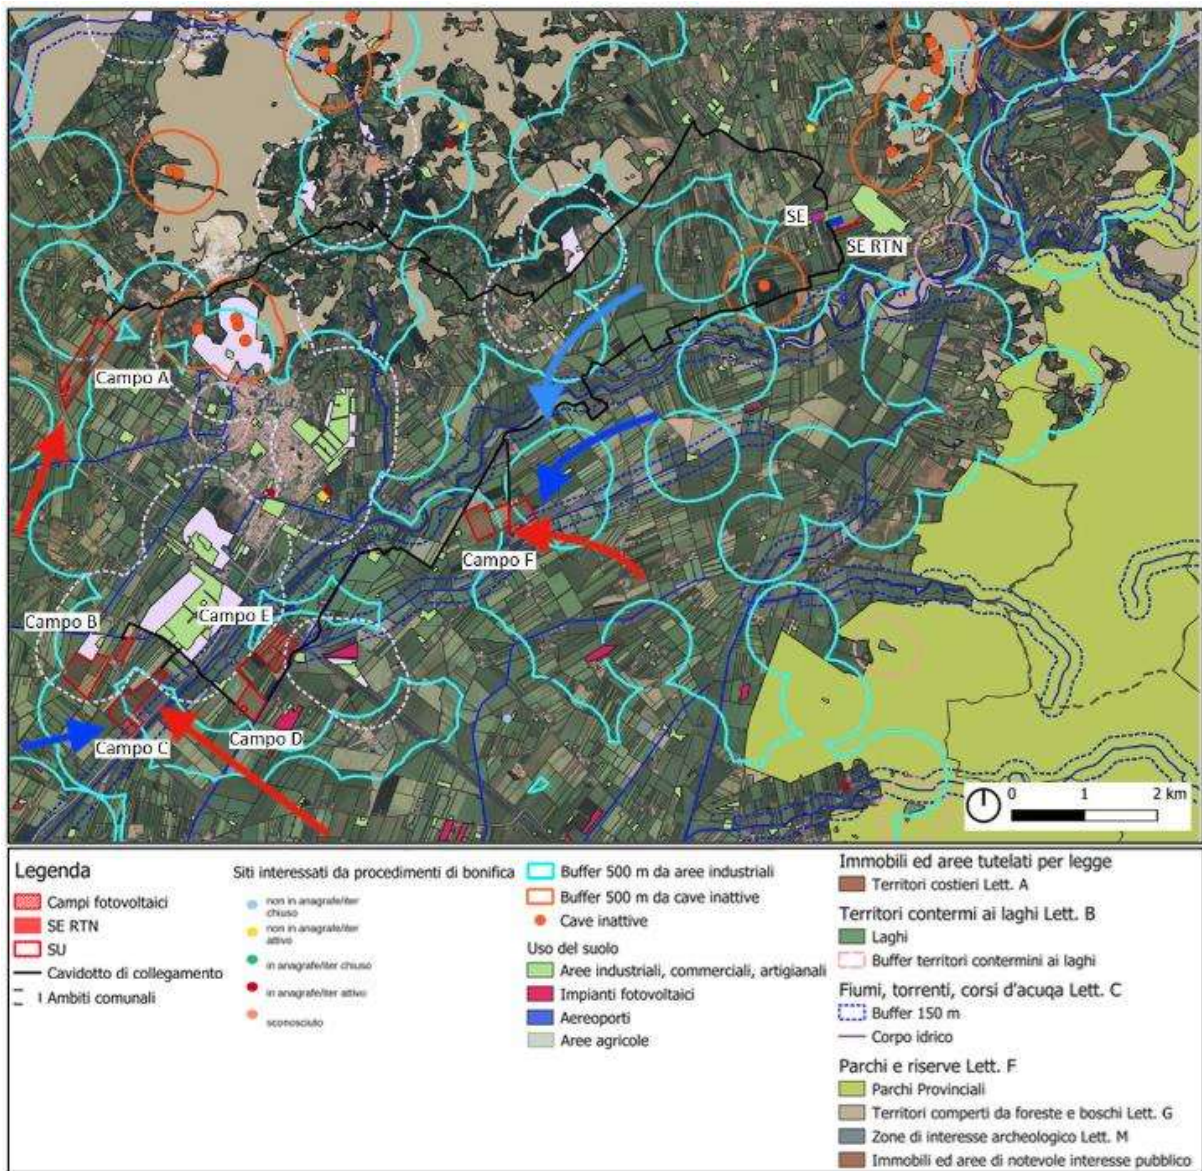 SE
SE RTN
Campo A
Campo F
Campo B
Campo E
Campo C
Campo D
0 1 2 km
Legenda
Campi fotovoltaici
SE RTN
SU
Cavidotto di collegamento
Ambiti comunali
Siti interessati da procedimenti di bonifica
non in anagrafe/iter
chiuso
non in anagrafe/iter
attivo
in anagrafe/iter chiuso
in anagrafe/iter attivo
sconosciuto
Buffer 500 m da aree industriali
Buffer 500 m da cave inattive
Cave inattive
Uso del suolo
Aree industriali, commerciali, artigianali
Impianti fotovoltaici
Aereoporti
Aree agricole
Immobili ed aree tutelati per legge
Territori costieri Lett. A
Territori contermi ai laghi Lett. B
Laghi
Buffer territori contermini ai laghi
Fiumi, torrenti, corsi d'acuqa Lett. C
Buffer 150 m
Corpo idrico
Parchi e riserve Lett. F
Parchi Provinciali
Territori comperti da foreste e boschi Lett. G
Zone di interesse archeologico Lett. M
Immobili ed aree di notevole interesse pubblico